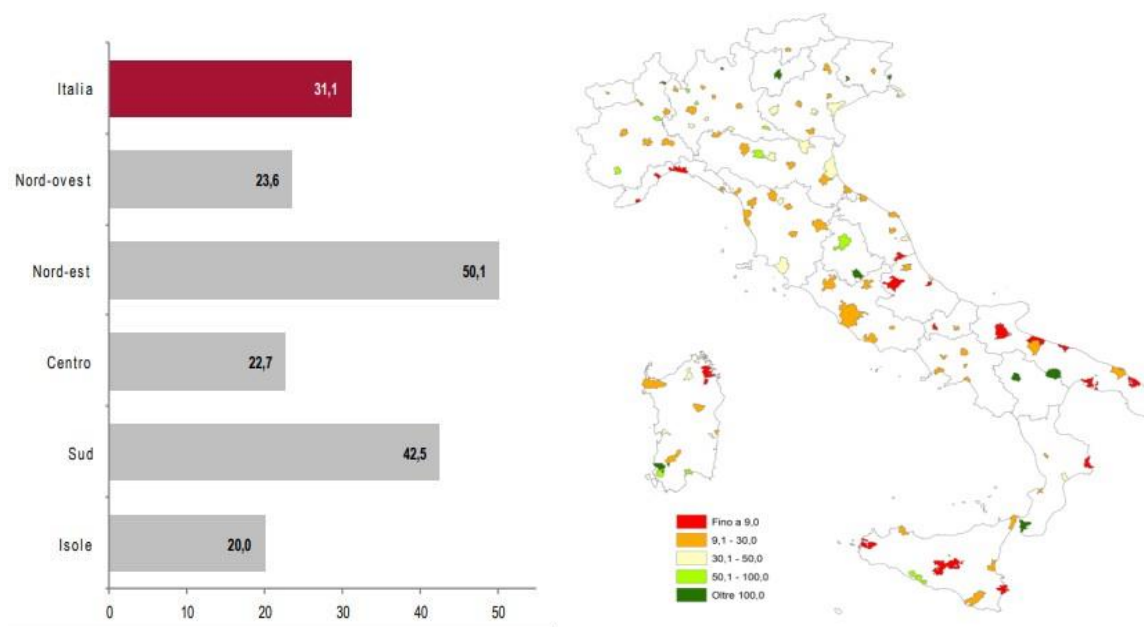 Italia 31,1
Nord-ovest 23,6
Nord-est 50,1
Centro 22,7
Sud 42,5
Isole 20,0
0 10 20 30 40 50
Fino a 9,0
9,1 - 30,0
30,1 - 50,0
50,1 - 100,0
Oltre 100,0